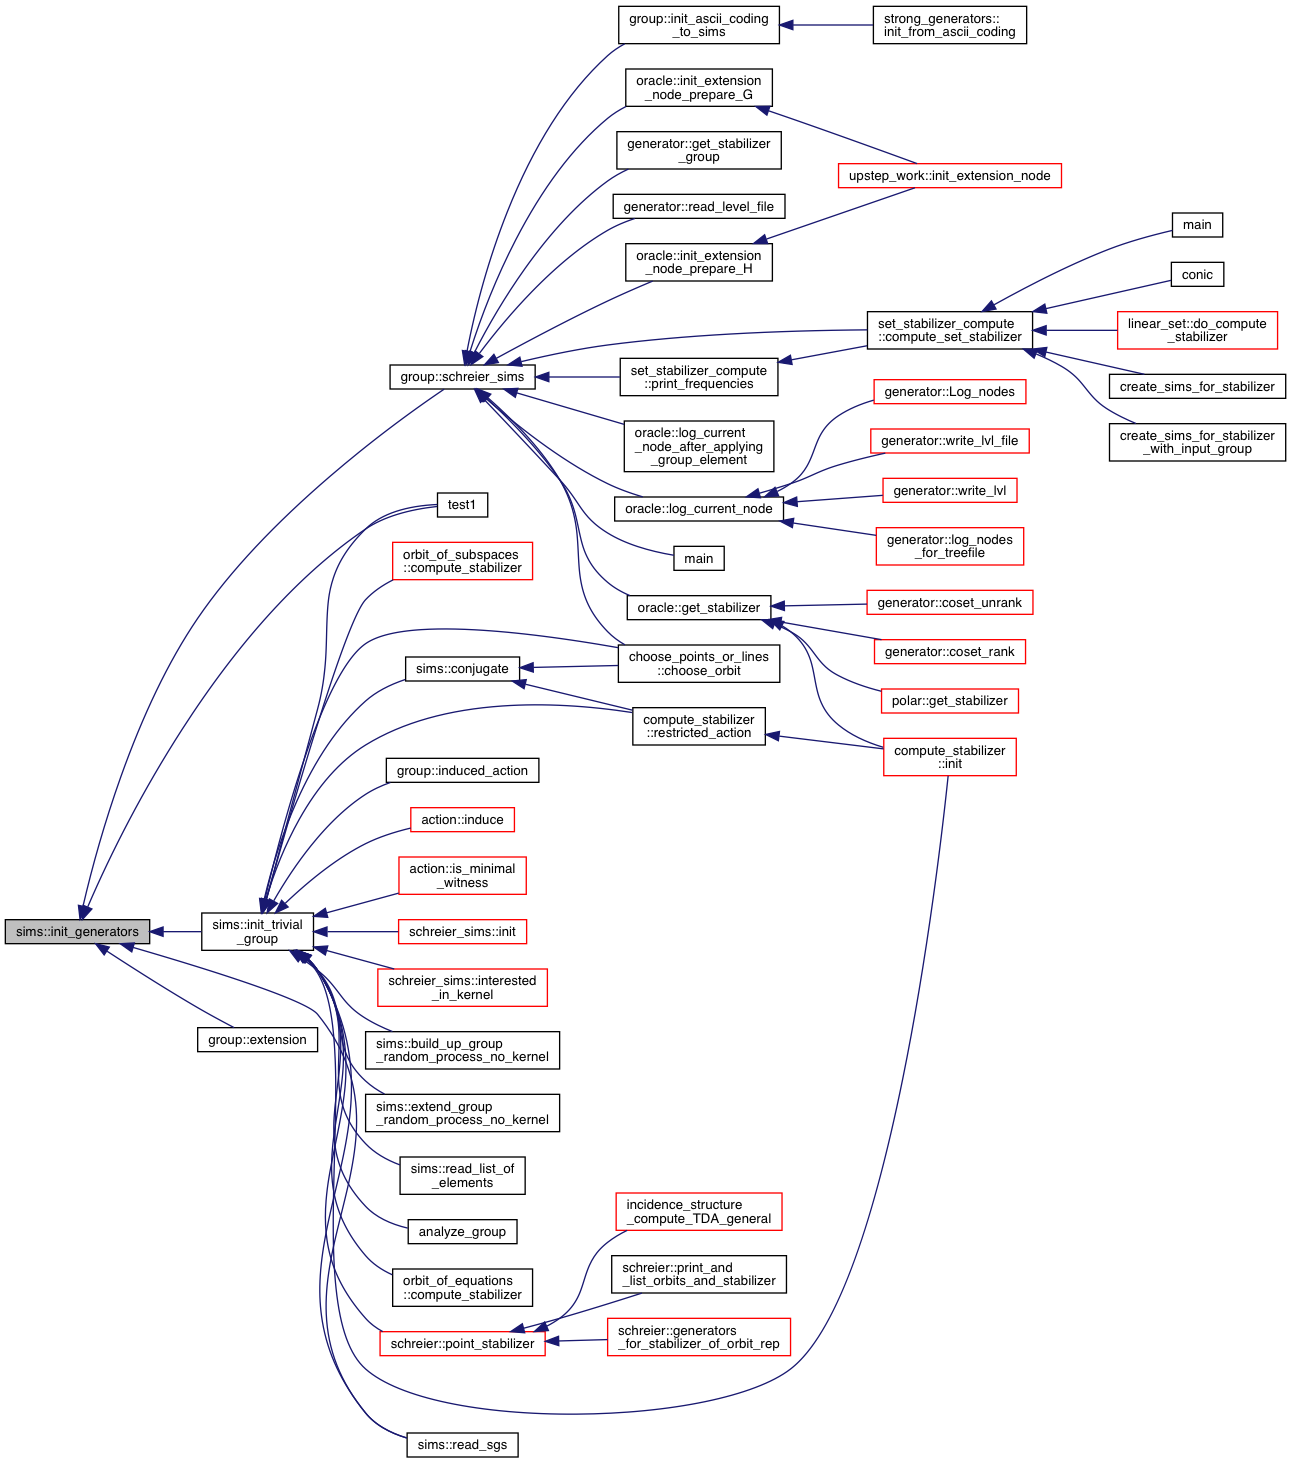 group::init_ascii_coding
_to_sims
strong_generators::
init_from_ascii_coding
oracle::init_extension
_node_prepare_G
generator::get_stabilizer
_group
upstep_work::init_extension_node
generator::read_level_file
oracle::init_extension
_node_prepare_H
main
conic
set_stabilizer_compute
::compute_set_stabilizer
linear_set::do_compute
_stabilizer
group::schreier_sims
set_stabilizer_compute
::print_frequencies
create_sims_for_stabilizer
generator::Log_nodes
create_sims_for_stabilizer
_with_input_group
oracle::log_current
_node_after_applying
_group_element
generator::write_lvl_file
generator::write_lvl
test1
oracle::log_current_node
generator::log_nodes
_for_treefile
orbit_of_subspaces
::compute_stabilizer
main
oracle::get_stabilizer
generator::coset_unrank
generator::coset_rank
sims::conjugate
choose_points_or_lines
::choose_orbit
polar::get_stabilizer
compute_stabilizer
::restricted_action
compute_stabilizer
::init
group::induced_action
action::induce
action::is_minimal
_witness
sims::init_generators
sims::init_trivial
_group
schreier_sims::init
schreier_sims::interested
_in_kernel
group::extension
sims::build_up_group
_random_process_no_kernel
sims::extend_group
_random_process_no_kernel
sims::read_list_of
_elements
incidence_structure
_compute_TDA_general
analyze_group
schreier::print_and
_list_orbits_and_stabilizer
orbit_of_equations
::compute_stabilizer
schreier::point_stabilizer
schreier::generators
_for_stabilizer_of_orbit_rep
sims::read_sgs